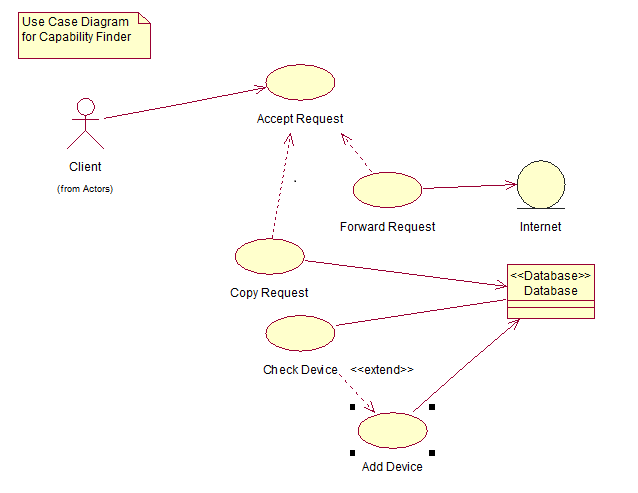 Use Case Diagram
for Capability Finder
Accept Request
Client
(from Actors)
Forward Request
Internet
Copy Request
<<Database>>
Database
Check Device
<<extend>>
Add Device